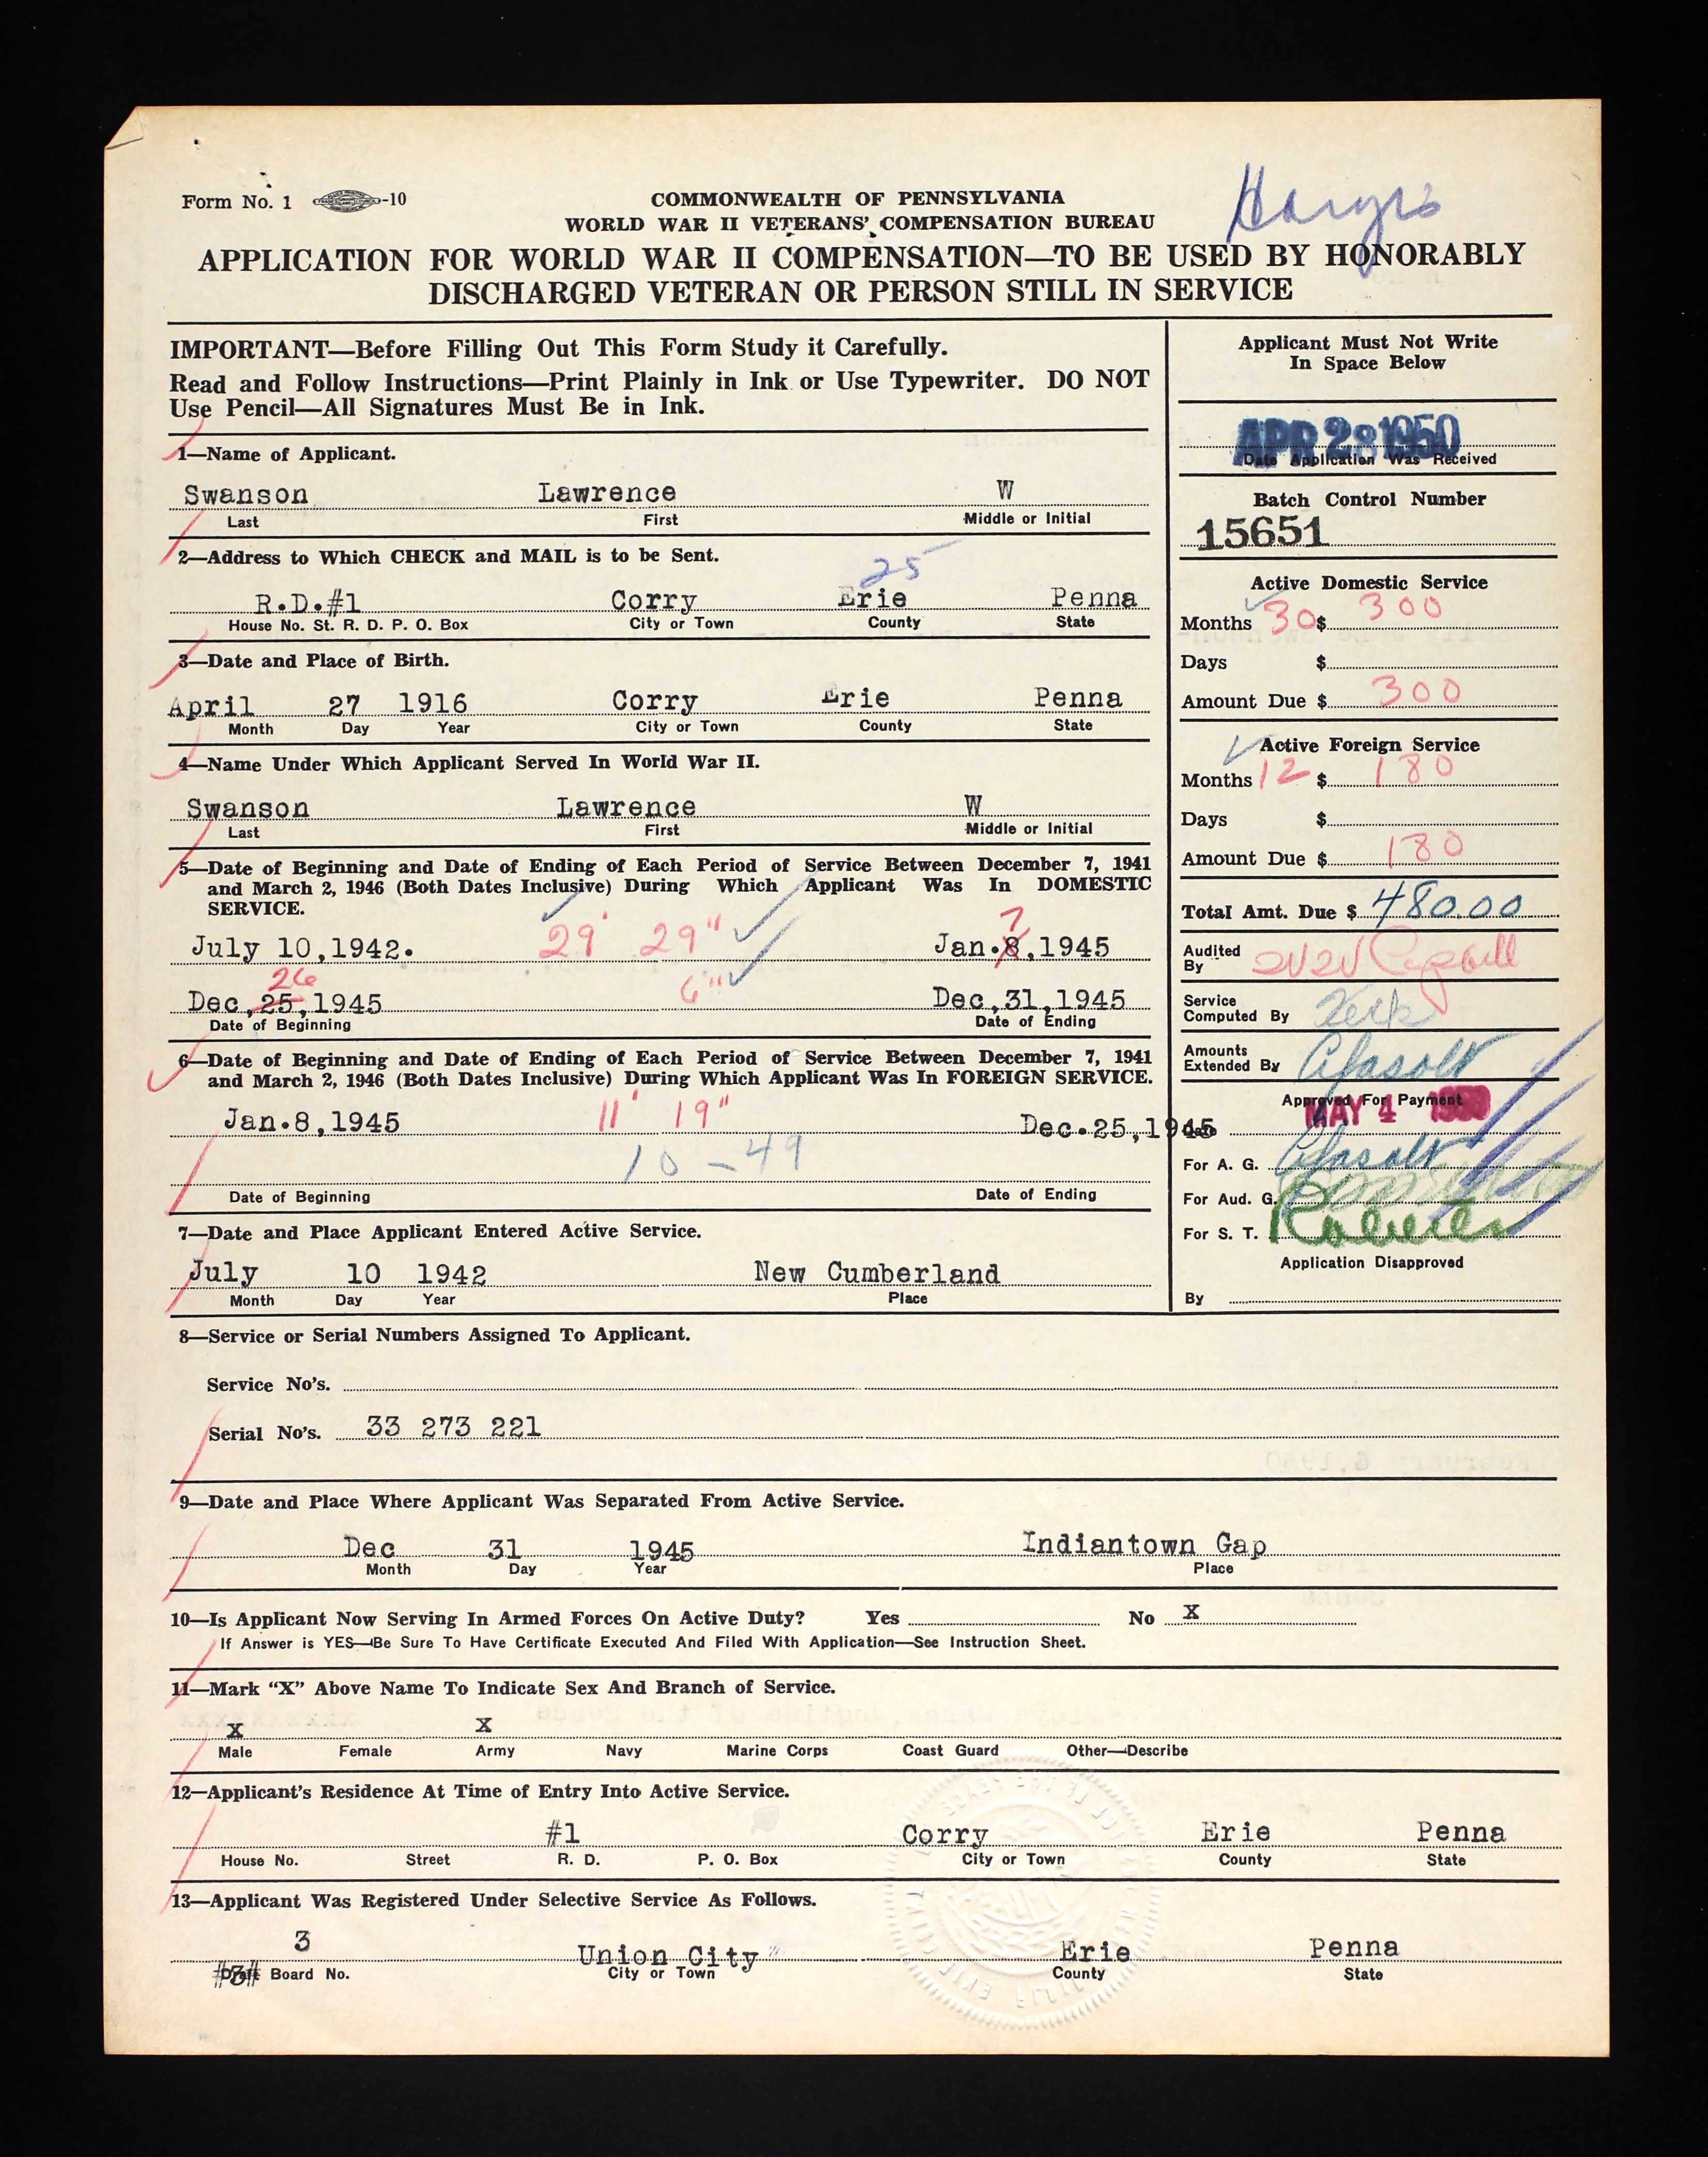 Form No. 1 -10
COMMONWEALTH OF PENNSYLVANIA
WORLD WAR II VETERANS' COMPENSATION BUREAU
APPLICATION FOR WORLD WAR II COMPENSATION—TO BE USED BY HONORABLY
DISCHARGED VETERAN OR PERSON STILL IN SERVICE
IMPORTANT—Before Filling Out This Form Study it Carefully.
Read and Follow Instructions—Print Plainly in Ink or Use Typewriter. DO NOT
Use Pencil—All Signatures Must Be in Ink.
1—Name of Applicant.
Swanson Lawrence W
Last First Middle or Initial
2—Address to Which CHECK and MAIL is to be Sent.
25
R.D.#1 Corry Erie Penna
House No. St. R. D. P. O. Box City or Town County State
3—Date and Place of Birth.
April 27 1916 Corry Erie Penna
Month Day Year City or Town County State
4—Name Under Which Applicant Served In World War II.
Swanson Lawrence W
Last First Middle or Initial
5—Date of Beginning and Date of Ending of Each Period of Service Between December 7, 1941
and March 2, 1946 (Both Dates Inclusive) During Which Applicant Was In DOMESTIC
SERVICE.
7
July 10,1942. 29' 29" Jan.8,1945
26
Dec,25,1945 6" Dec,31,1945
Date of Beginning Date of Ending
6—Date of Beginning and Date of Ending of Each Period of Service Between December 7, 1941
and March 2, 1946 (Both Dates Inclusive) During Which Applicant Was In FOREIGN SERVICE.
Jan.8,1945 11' 19" Dec.25,1945
10-49
Date of Beginning Date of Ending
7—Date and Place Applicant Entered Active Service.
July 10 1942 New Cumberland
Month Day Year Place
Applicant Must Not Write
In Space Below
APR 28 1950
Date Application Was Received
Batch Control Number
15651
Active Domestic Service
Months 30 $ 300
Days $
Amount Due $ 300
Active Foreign Service
Months 12 $ 180
Days $
Amount Due $ 180
Total Amt. Due $ 480.00
Audited
By
Service
Computed By
Amounts
Extended By
Approved For Payment
MAY 4 1950
Date
For A. G.
For Aud. G.
For S. T.
Application Disapproved
By
8—Service or Serial Numbers Assigned To Applicant.
Service No's.
Serial No's. 33 273 221
9—Date and Place Where Applicant Was Separated From Active Service.
Dec 31 1945 Indiantown Gap
Month Day Year Place
10—Is Applicant Now Serving In Armed Forces On Active Duty? Yes No X
If Answer is YES—Be Sure To Have Certificate Executed And Filed With Application—See Instruction Sheet.
11—Mark "X" Above Name To Indicate Sex And Branch of Service.
X X
Male Female Army Navy Marine Corps Coast Guard Other—Describe
12—Applicant's Residence At Time of Entry Into Active Service.
#1 Corry Erie Penna
House No. Street R. D. P. O. Box City or Town County State
13—Applicant Was Registered Under Selective Service As Follows.
3 Union City Erie Penna
Draft Board No. City or Town County State